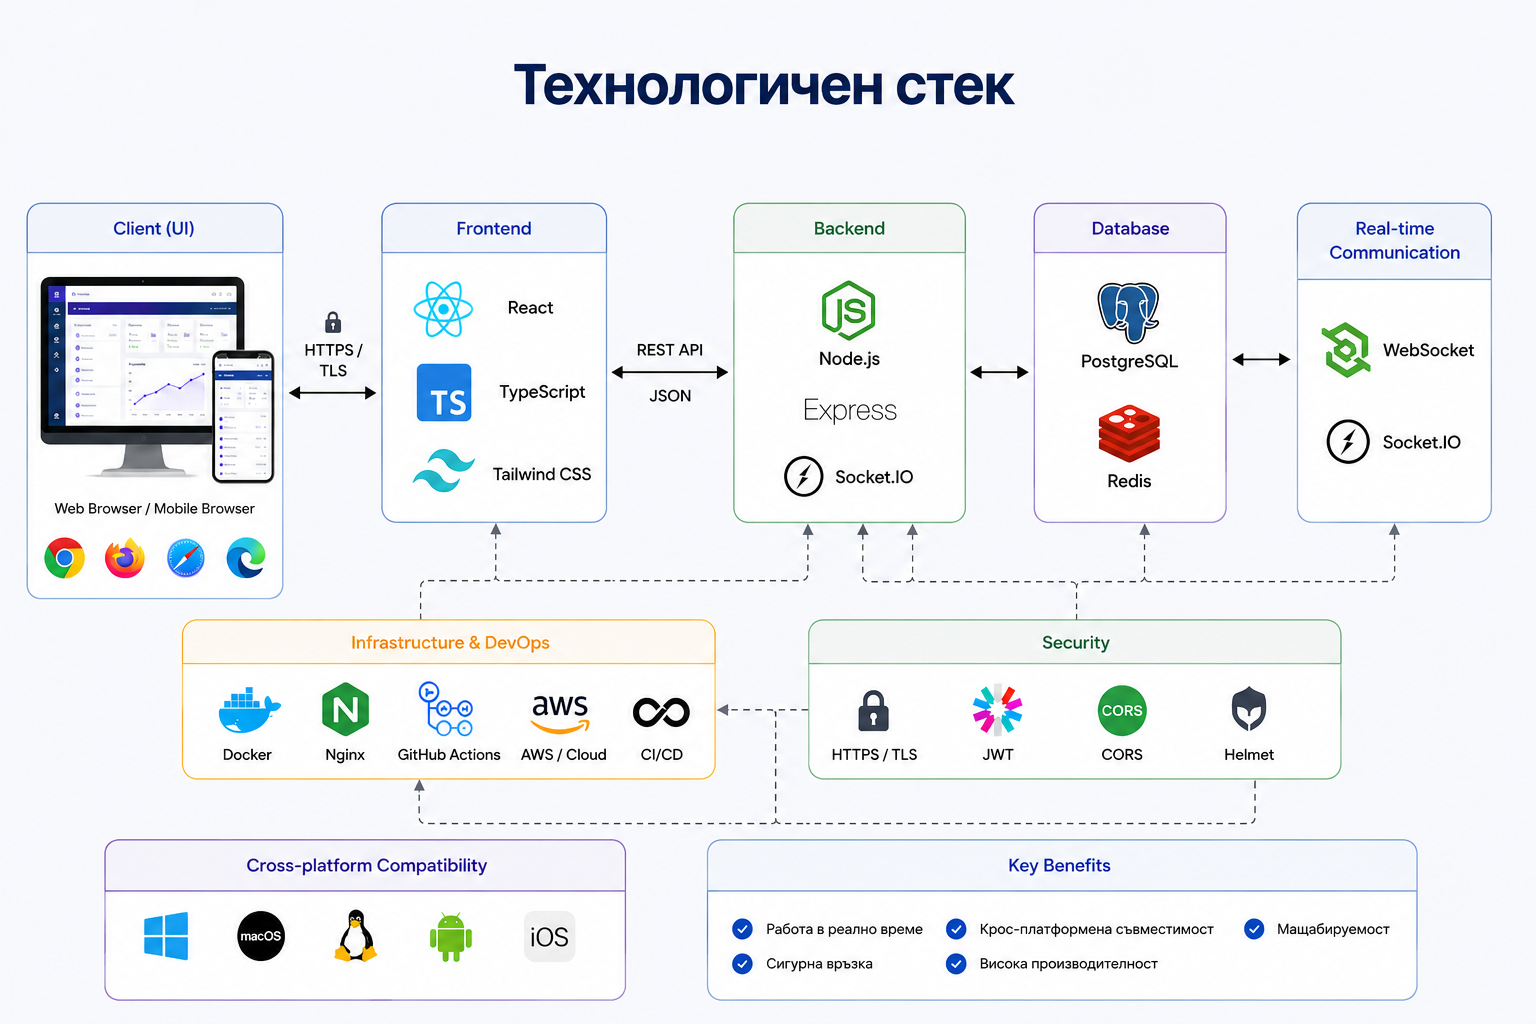 Технологичен стек
Client (UI)
Web Browser / Mobile Browser
HTTPS /
TLS
Frontend
React
TS
TypeScript
Tailwind CSS
REST API
JSON
Backend
JS
Node.js
Express
Socket.IO
Database
PostgreSQL
Redis
Real-time
Communication
WebSocket
Socket.IO
Infrastructure & DevOps
Docker
N
Nginx
GitHub Actions
aws
AWS / Cloud
CI/CD
Security
HTTPS / TLS
JWT
CORS
CORS
Helmet
Cross-platform Compatibility
macOS
iOS
Key Benefits
Работа в реално време
Крос-платформена съвместимост
Мащабируемост
Сигурна връзка
Висока производителност